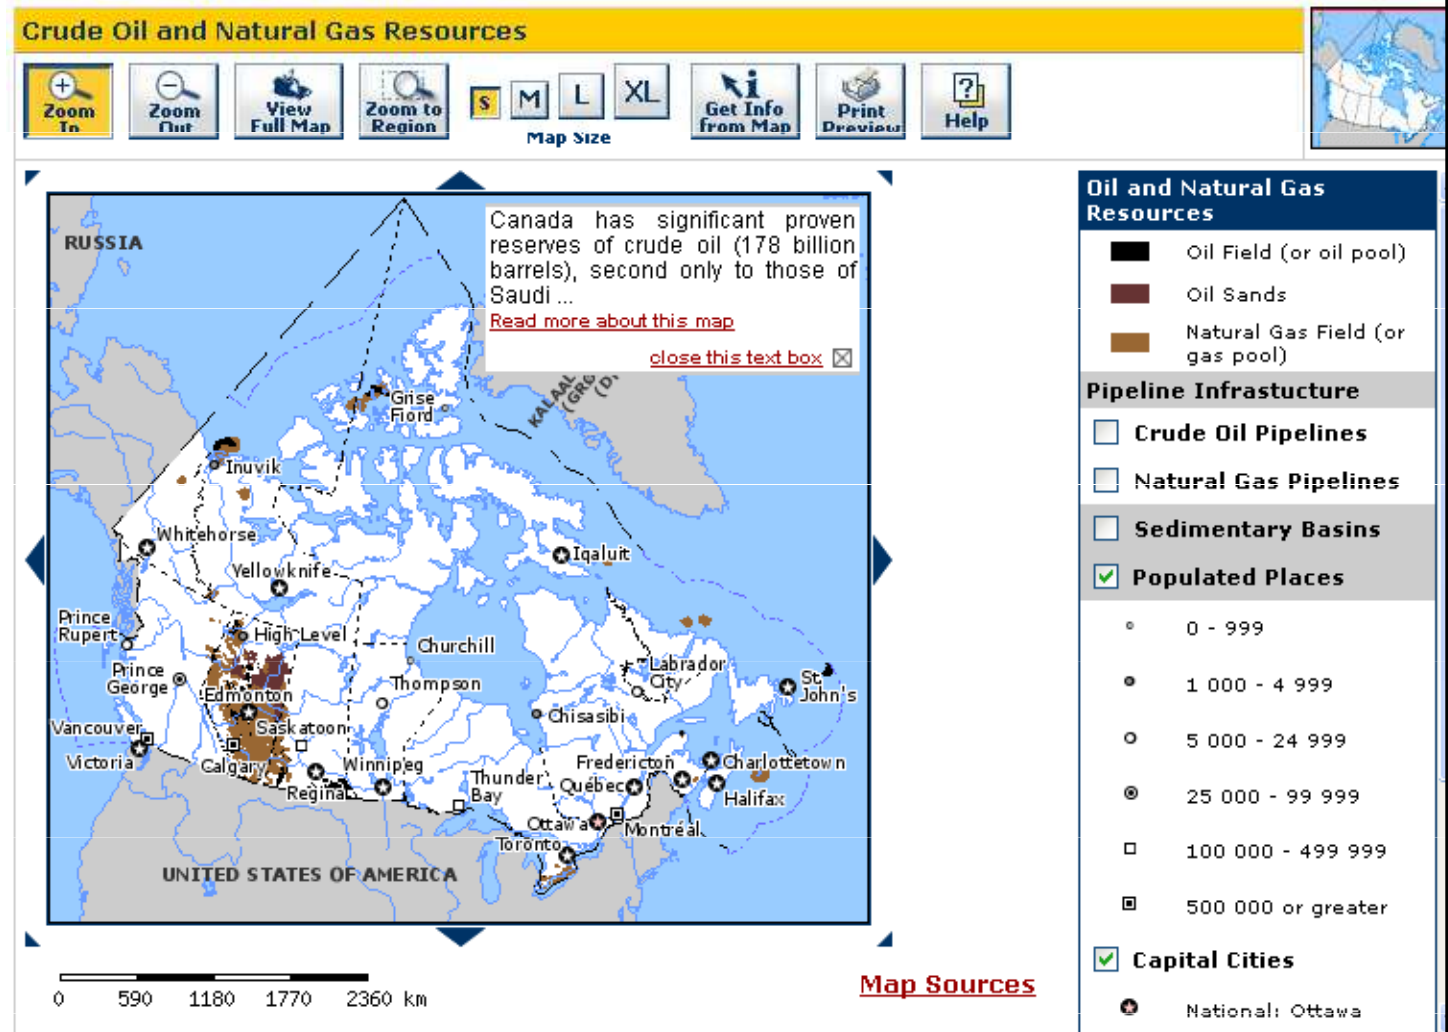 Crude Oil and Natural Gas Resources
Zoom In
Zoom Out
View Full Map
Zoom to Region
S
M
L
XL
Map Size
Get Info from Map
Print Preview
Help
RUSSIA
Canada has significant proven
reserves of crude oil (178 billion
barrels), second only to those of
Saudi ...
Read more about this map
close this text box
KALAAL
(GRO
(D
Grise
Fiord
Inuvik
Whitehorse
Iqaluit
Yellowknife
Prince
Rupert
High Level
Churchill
Prince
George
Labrador
City
St.
John's
Edmonton
Thompson
Chisasibi
Vancouver
Saskatoon
Victoria
Calgary
Winnipeg
Fredericton
Charlottetown
Regina
Thunder
Bay
Québec
Halifax
Ottawa
Montréal
Toronto
UNITED STATES OF AMERICA
0 590 1180 1770 2360 km
Map Sources
Oil and Natural Gas
Resources
Oil Field (or oil pool)
Oil Sands
Natural Gas Field (or
gas pool)
Pipeline Infrastucture
Crude Oil Pipelines
Natural Gas Pipelines
Sedimentary Basins
Populated Places
0 - 999
1 000 - 4 999
5 000 - 24 999
25 000 - 99 999
100 000 - 499 999
500 000 or greater
Capital Cities
National: Ottawa